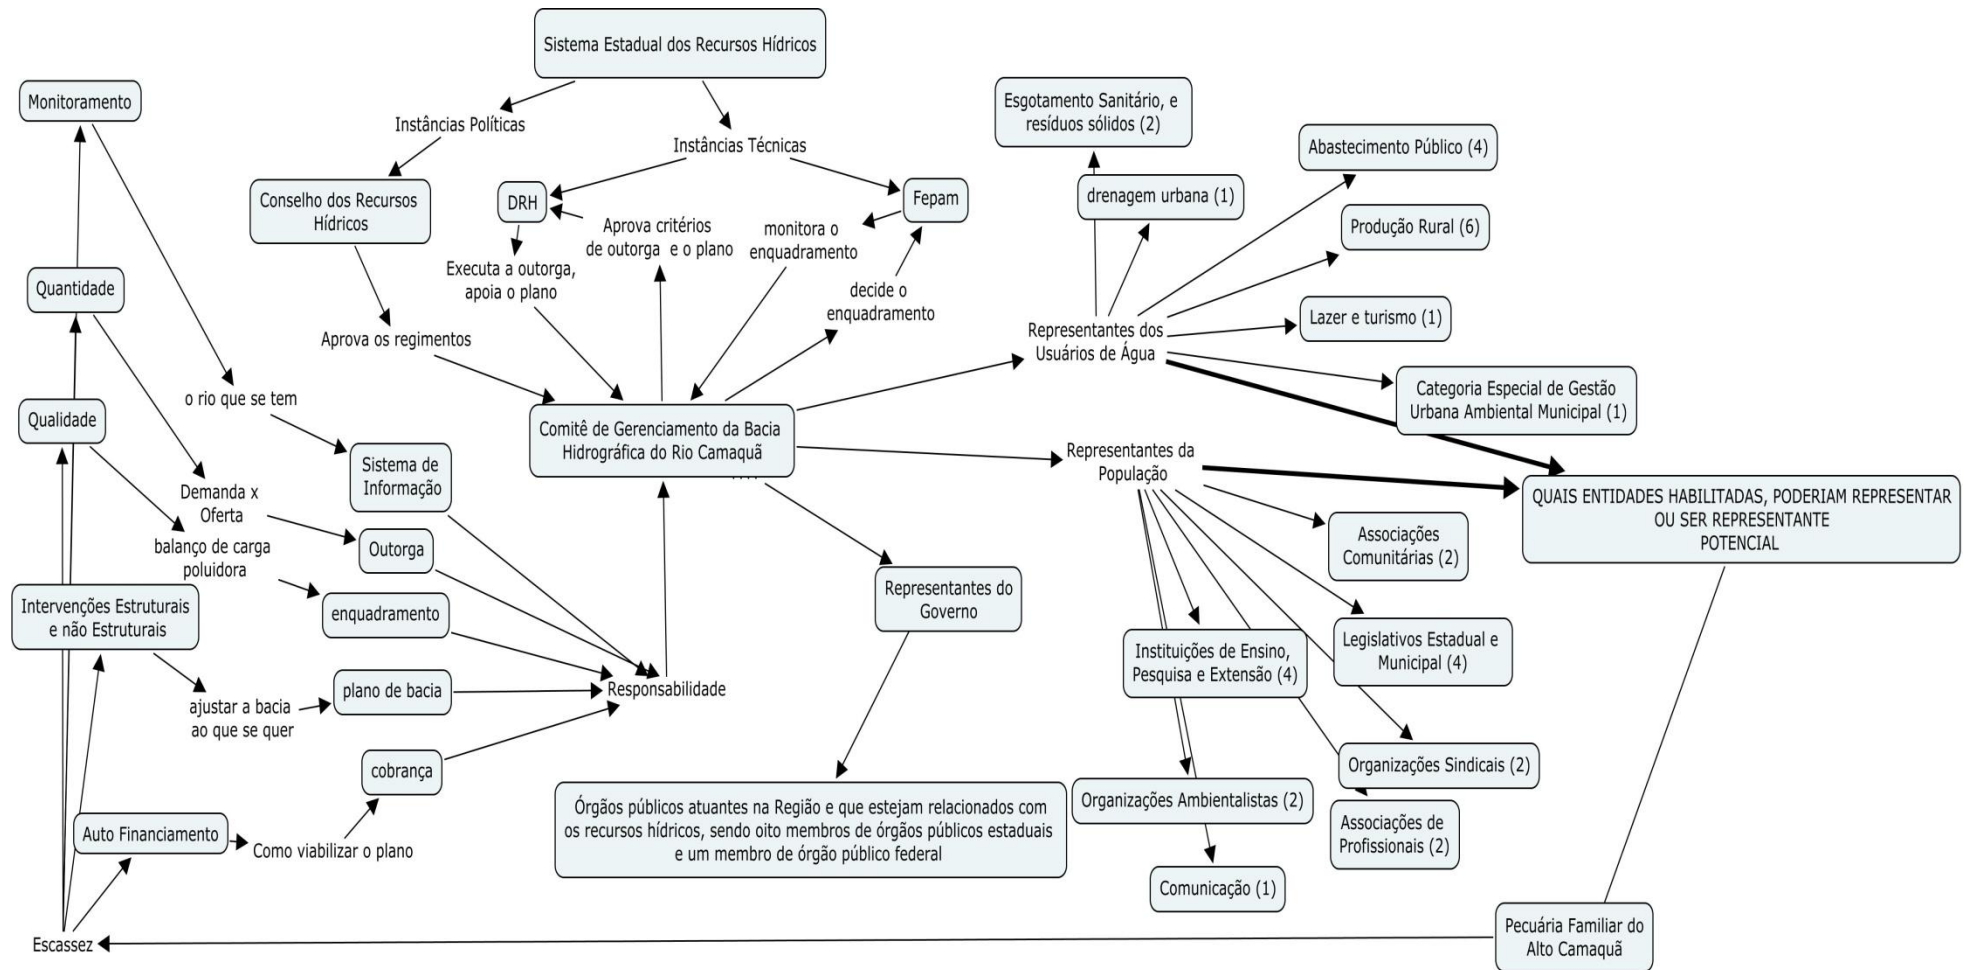 Sistema Estadual dos Recursos Hídricos
Monitoramento
Instâncias Políticas
Instâncias Técnicas
Esgotamento Sanitário, e
resíduos sólidos (2)
Abastecimento Público (4)
drenagem urbana (1)
Conselho dos Recursos
Hídricos
DRH
Fepam
Aprova critérios
de outorga e o plano
monitora o
enquadramento
Produção Rural (6)
Executa a outorga,
apoia o plano
decide o
enquadramento
Quantidade
Aprova os regimentos
Representantes dos
Usuários de Água
Lazer e turismo (1)
Categoria Especial de Gestão
Urbana Ambiental Municipal (1)
o rio que se tem
Qualidade
Comitê de Gerenciamento da Bacia
Hidrográfica do Rio Camaquã
Representantes da
População
Sistema de
Informação
Demanda x
Oferta
QUAIS ENTIDADES HABILITADAS, PODERIAM REPRESENTAR
OU SER REPRESENTANTE
POTENCIAL
Outorga
balanço de carga
poluidora
Associações
Comunitárias (2)
Intervenções Estruturais
e não Estruturais
enquadramento
Representantes do
Governo
Instituições de Ensino,
Pesquisa e Extensão (4)
Legislativos Estadual e
Municipal (4)
plano de bacia
Responsabilidade
ajustar a bacia
ao que se quer
cobrança
Organizações Sindicais (2)
Organizações Ambientalistas (2)
Órgãos públicos atuantes na Região e que estejam relacionados com
os recursos hídricos, sendo oito membros de órgãos públicos estaduais
e um membro de órgão público federal
Auto Financiamento
Como viabilizar o plano
Associações de
Profissionais (2)
Comunicação (1)
Escassez
Pecuária Familiar do
Alto Camaquã